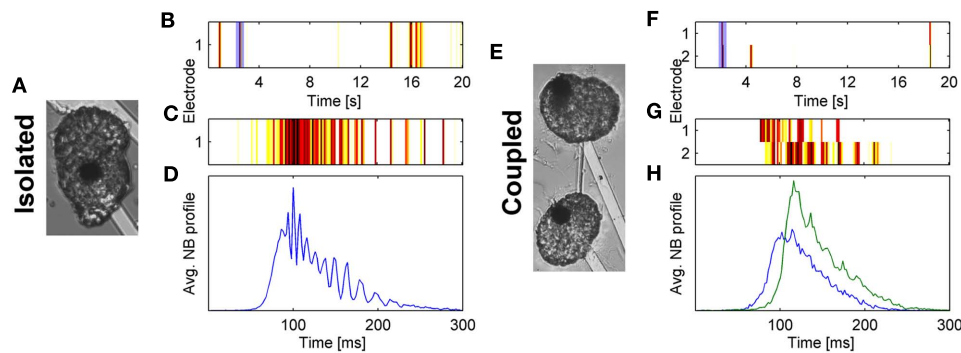 A
Isolated
B
Electrode
1
4 8 12 16 20
Time [s]
C
1
D
Avg. NB profile
100 200 300
Time [ms]
E
Coupled
F
Electrode
1
2
4 8 12 16 20
Time [s]
G
1
2
H
Avg. NB profile
100 200 300
Time [ms]